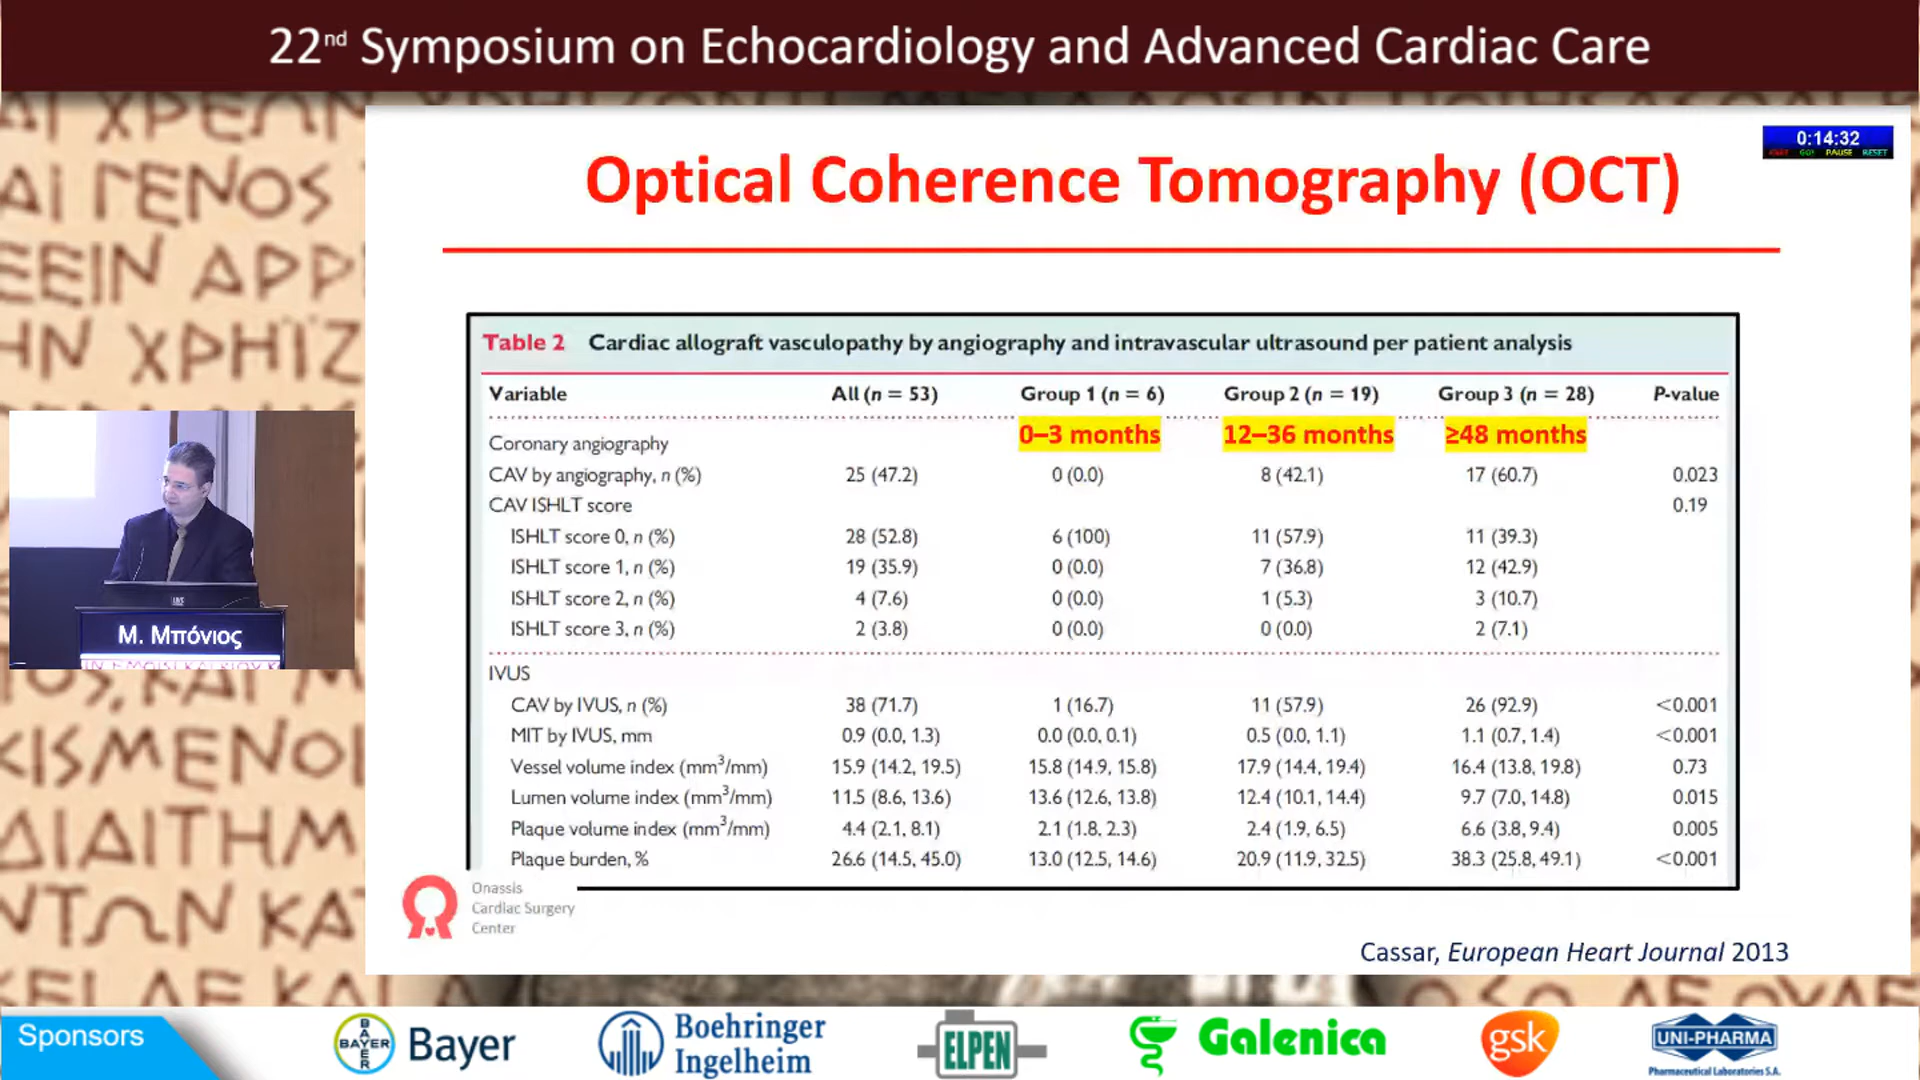 22nd Symposium on Echocardiology and Advanced Cardiac Care
0:14:32
PAUSE RESET
Optical Coherence Tomography (OCT)
Table 2 Cardiac allograft vasculopathy by angiography and intravascular ultrasound per patient analysis
Variable All (n = 53) Group 1 (n = 6) Group 2 (n = 19) Group 3 (n = 28) P-value
0–3 months 12–36 months ≥48 months
Coronary angiography
CAV by angiography, n (%) 25 (47.2) 0 (0.0) 8 (42.1) 17 (60.7) 0.023
CAV ISHLT score 0.19
ISHLT score 0, n (%) 28 (52.8) 6 (100) 11 (57.9) 11 (39.3)
ISHLT score 1, n (%) 19 (35.9) 0 (0.0) 7 (36.8) 12 (42.9)
ISHLT score 2, n (%) 4 (7.6) 0 (0.0) 1 (5.3) 3 (10.7)
ISHLT score 3, n (%) 2 (3.8) 0 (0.0) 0 (0.0) 2 (7.1)
IVUS
CAV by IVUS, n (%) 38 (71.7) 1 (16.7) 11 (57.9) 26 (92.9) <0.001
MIT by IVUS, mm 0.9 (0.0, 1.3) 0.0 (0.0, 0.1) 0.5 (0.0, 1.1) 1.1 (0.7, 1.4) <0.001
Vessel volume index (mm³/mm) 15.9 (14.2, 19.5) 15.8 (14.9, 15.8) 17.9 (14.4, 19.4) 16.4 (13.8, 19.8) 0.73
Lumen volume index (mm³/mm) 11.5 (8.6, 13.6) 13.6 (12.6, 13.8) 12.4 (10.1, 14.4) 9.7 (7.0, 14.8) 0.015
Plaque volume index (mm³/mm) 4.4 (2.1, 8.1) 2.1 (1.8, 2.3) 2.4 (1.9, 6.5) 6.6 (3.8, 9.4) 0.005
Plaque burden, % 26.6 (14.5, 45.0) 13.0 (12.5, 14.6) 20.9 (11.9, 32.5) 38.3 (25.8, 49.1) <0.001
Onassis
Cardiac Surgery
Center
Cassar, European Heart Journal 2013
Μ. Μπόνιος
ΑΙ ΧΡΕΩΝ
ΑΙ ΓΕΝΟΣ
ΕΕΙΝ ΑΡΡ
ΗΝ ΧΡΗΙΖ
ΚΙΣΜΕΝΟΙ
ΔΙΑΙΤΗΜ
ΝΤΩΝ ΚΑΤ
Sponsors
BAYER
BAYER
Bayer
Boehringer
Ingelheim
ELPEN
Galenica
gsk
UNI-PHARMA
Pharmaceutical Laboratories S.A.